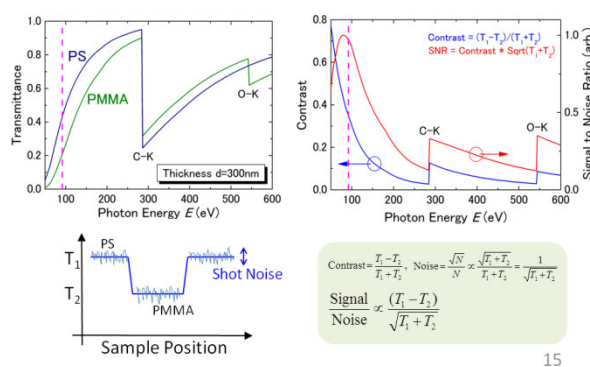 Transmittance
1.0
0.8
0.6
0.4
0.2
0.0
PS
PMMA
C-K
O-K
Thickness d=300nm
100 200 300 400 500 600
Photon Energy E (eV)
Contrast
0.8
0.6
0.4
0.2
0.0
Contrast = (T₁-T₂)/(T₁+T₂)
SNR = Contrast * Sqrt(T₁+T₂)
C-K
O-K
1.0
0.5
0.0
Signal to Noise Ratio (arb)
100 200 300 400 500 600
Photon Energy E (eV)
T₁
PS
Shot Noise
T₂
PMMA
Sample Position
Contrast = (T₁-T₂)/(T₁+T₂), Noise = √N/N ∝ √(T₁+T₂)/(T₁+T₂) = 1/√(T₁+T₂)
Signal/Noise ∝ (T₁-T₂)/√(T₁+T₂)
15